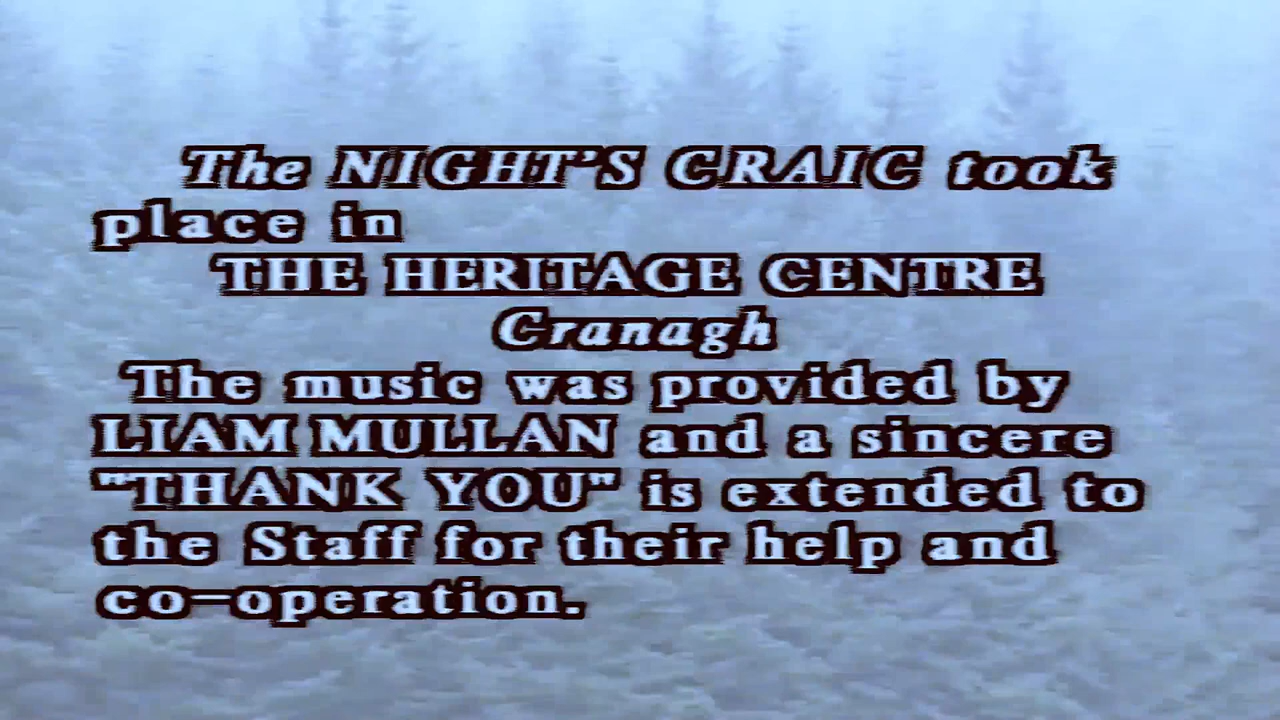 The NIGHT'S CRAIC took
place in
THE HERITAGE CENTRE
Cranagh
The music was provided by
LIAM MULLAN and a sincere
"THANK YOU" is extended to
the Staff for their help and
co-operation.